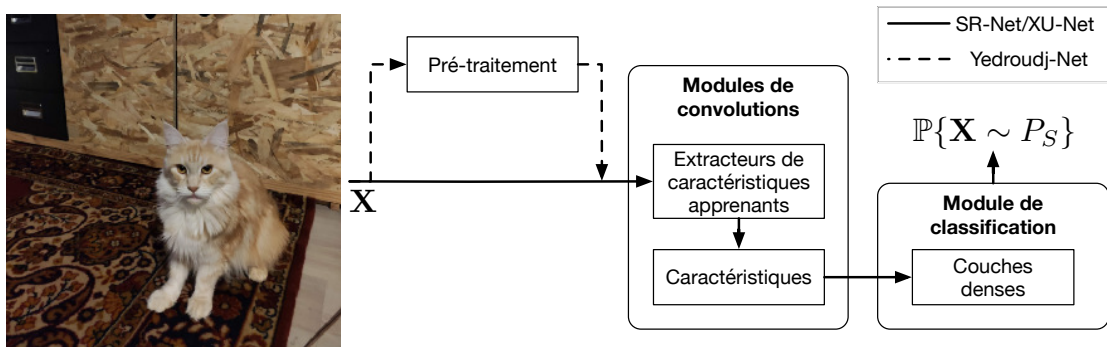 SR-Net/XU-Net
Yedroudj-Net
Pré-traitement
Modules de
convolutions
Extracteurs de
caractéristiques
apprenants
Caractéristiques
X
ℙ{X ∼ P_S}
Module de
classification
Couches
denses